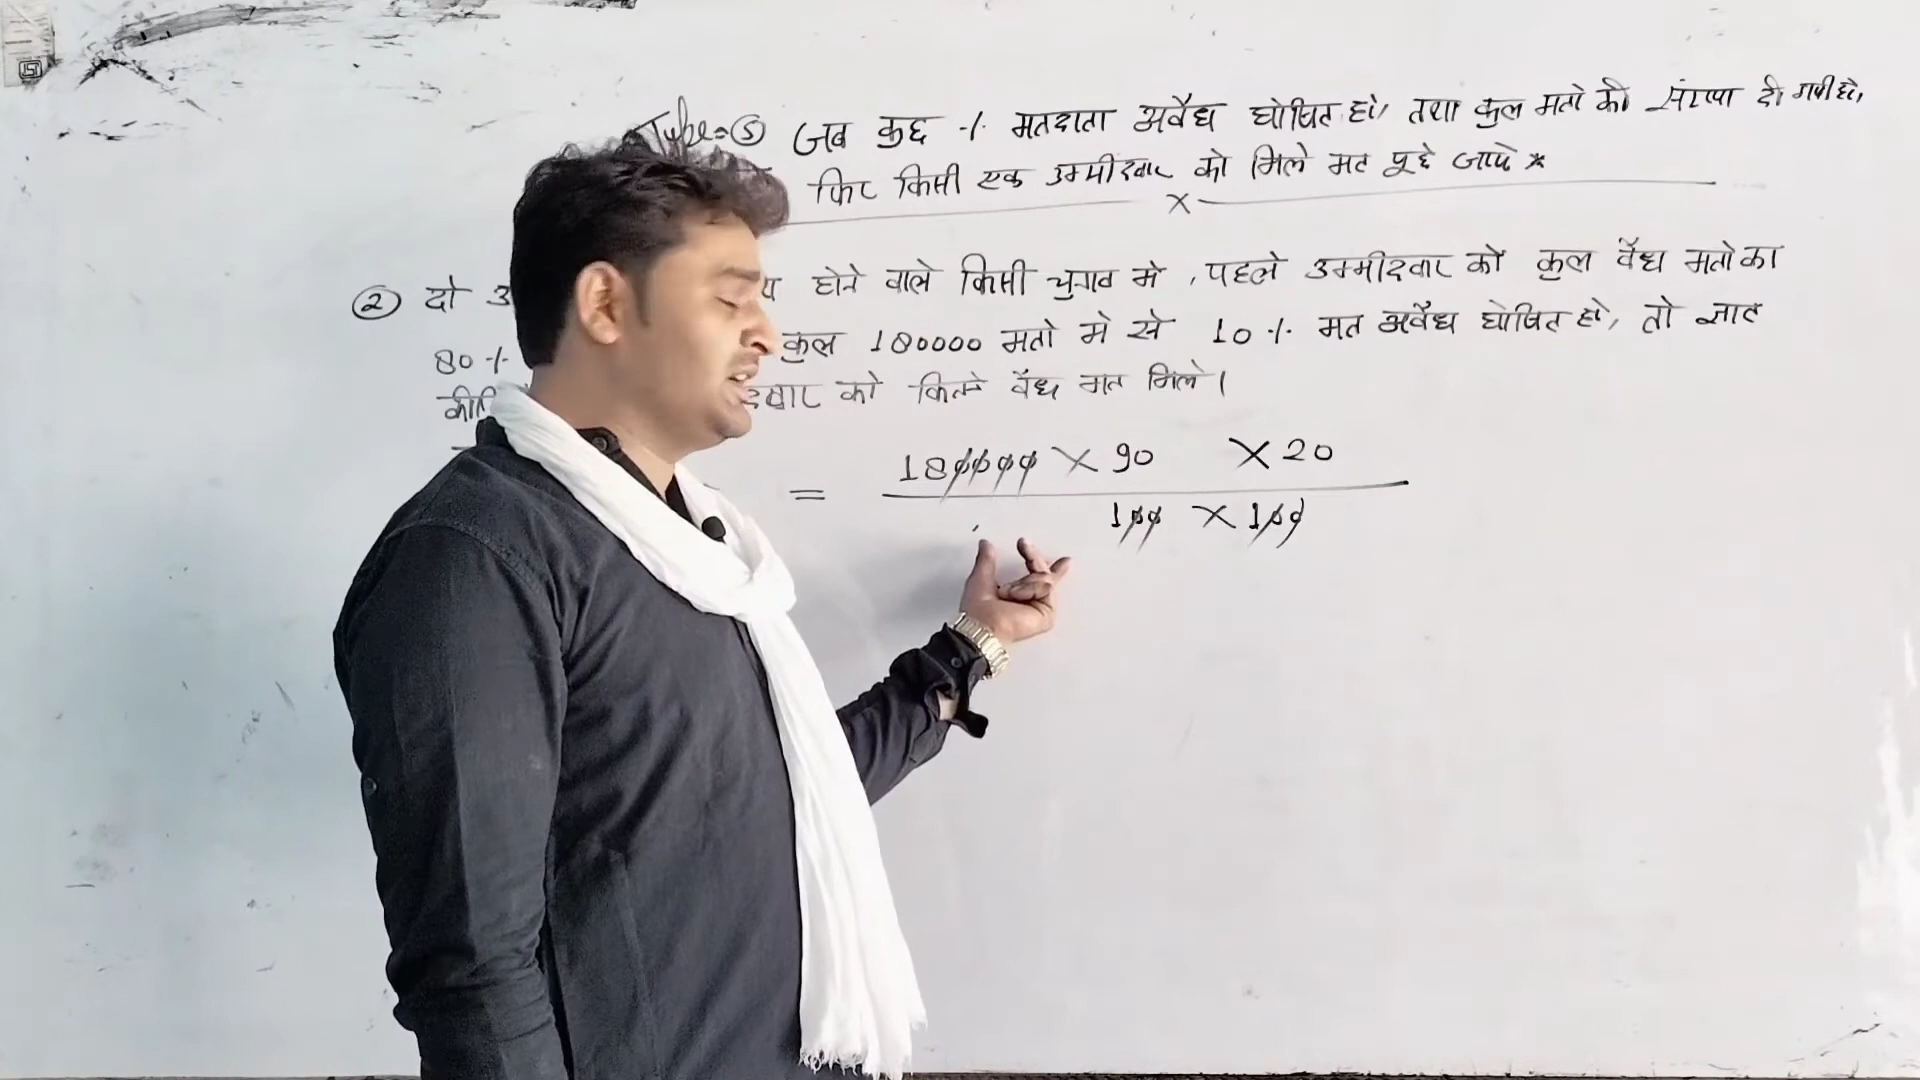 Type=⑤ जब कुछ % मतदाता अवैध घोषित हो, तथा कुल मतो की संख्या दी गयी हो,
फिर किसी एक उम्मीदवार को मिले मत पूछे जाये *
x
② दो होने वाले किसी चुनाव मे, पहले उम्मीदवार को कुल वैध मतो का
80 % कुल 180000 मतो मे से 10 % मत अवैध घोषित हो, तो ज्ञात
को कितने वैध मत मिले।
= 180000 × 90 × 20
100 × 100